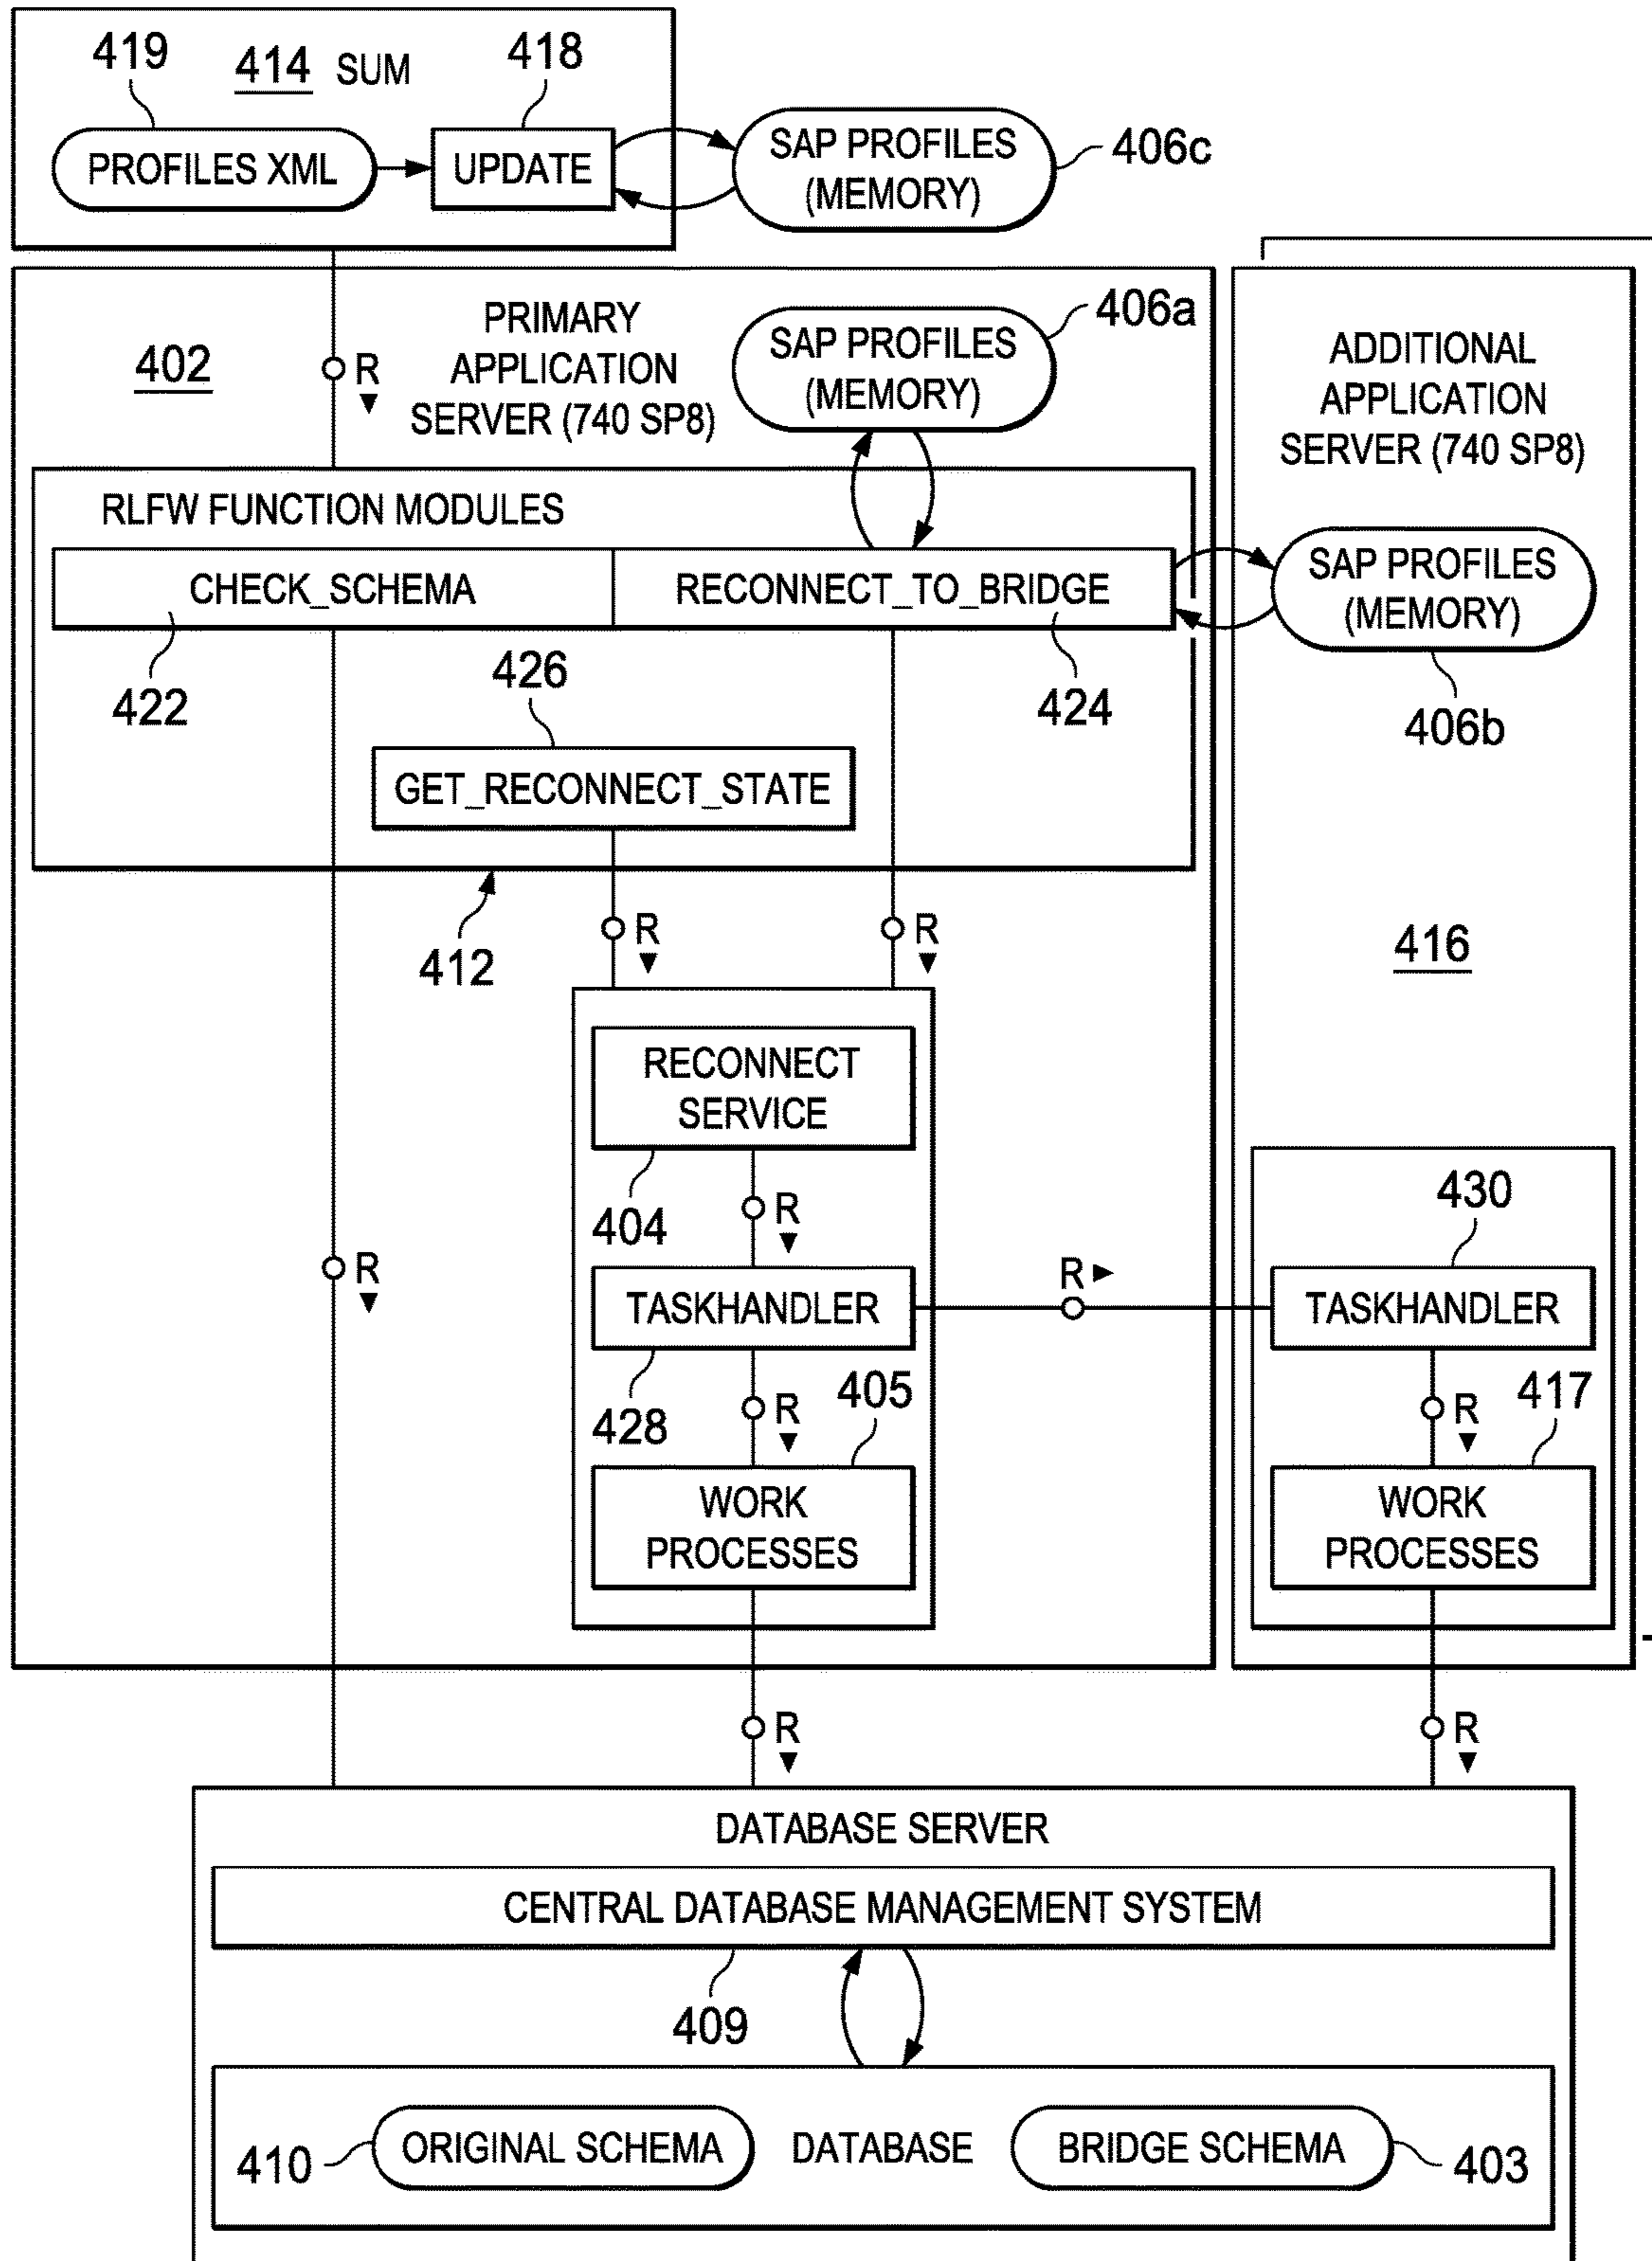 419
414 SUM
418
PROFILES XML
UPDATE
SAP PROFILES
(MEMORY)
406c
402
R
PRIMARY
APPLICATION
SERVER (740 SP8)
SAP PROFILES
(MEMORY)
406a
ADDITIONAL
APPLICATION
SERVER (740 SP8)
RLFW FUNCTION MODULES
CHECK_SCHEMA
RECONNECT_TO_BRIDGE
SAP PROFILES
(MEMORY)
422
426
424
406b
GET_RECONNECT_STATE
412
R
R
416
RECONNECT
SERVICE
404
R
430
R
TASKHANDLER
R
TASKHANDLER
428
R
405
R
417
WORK
PROCESSES
WORK
PROCESSES
R
R
DATABASE SERVER
CENTRAL DATABASE MANAGEMENT SYSTEM
409
410
ORIGINAL SCHEMA
DATABASE
BRIDGE SCHEMA
403